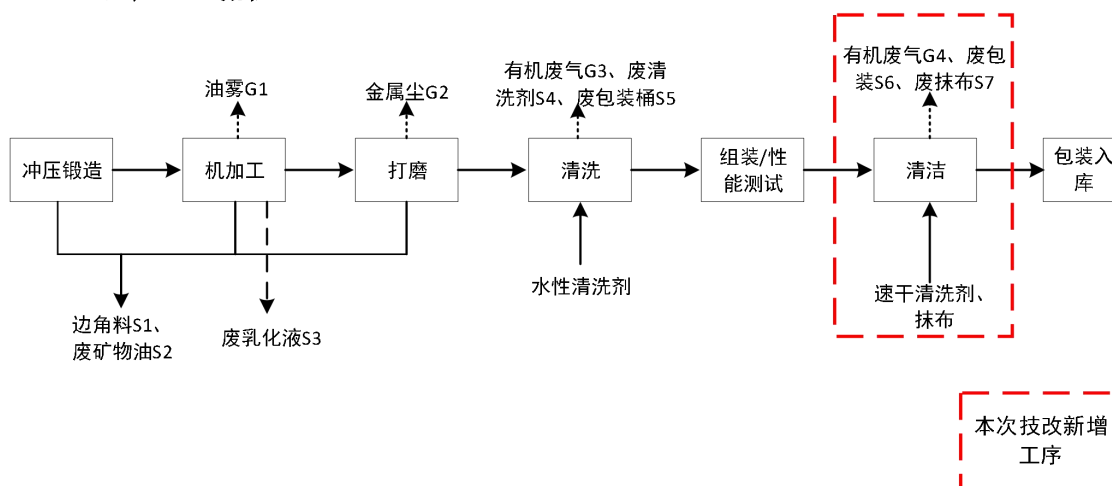 油雾G1
金属尘G2
有机废气G3、废清
洗剂S4、废包装桶S5
有机废气G4、废包
装S6、废抹布S7
冲压锻造
机加工
打磨
清洗
组装/性
能测试
清洁
包装入
库
水性清洗剂
速干清洗剂、
抹布
边角料S1、
废矿物油S2
废乳化液S3
本次技改新增
工序